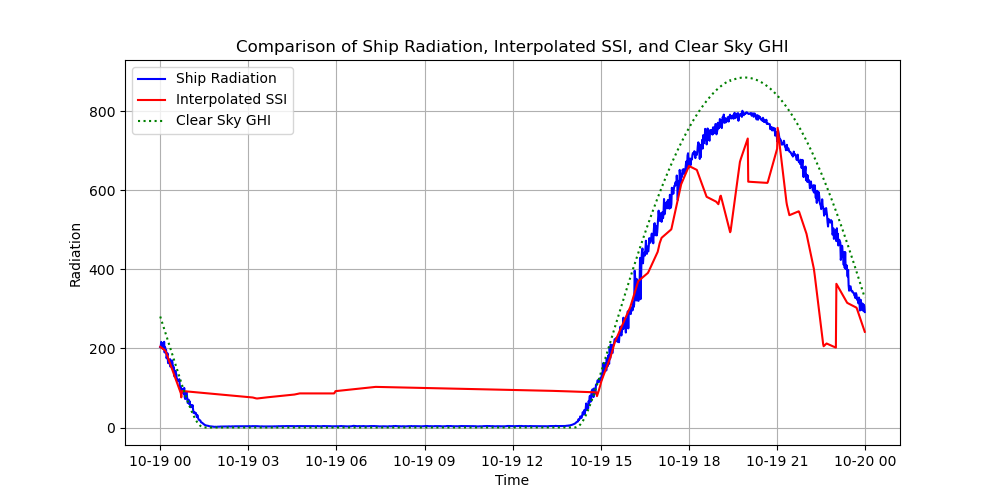 Comparison of Ship Radiation, Interpolated SSI, and Clear Sky GHI
Ship Radiation
Interpolated SSI
Clear Sky GHI
800
600
400
200
0
Radiation
10-19 00 10-19 03 10-19 06 10-19 09 10-19 12 10-19 15 10-19 18 10-19 21 10-20 00
Time